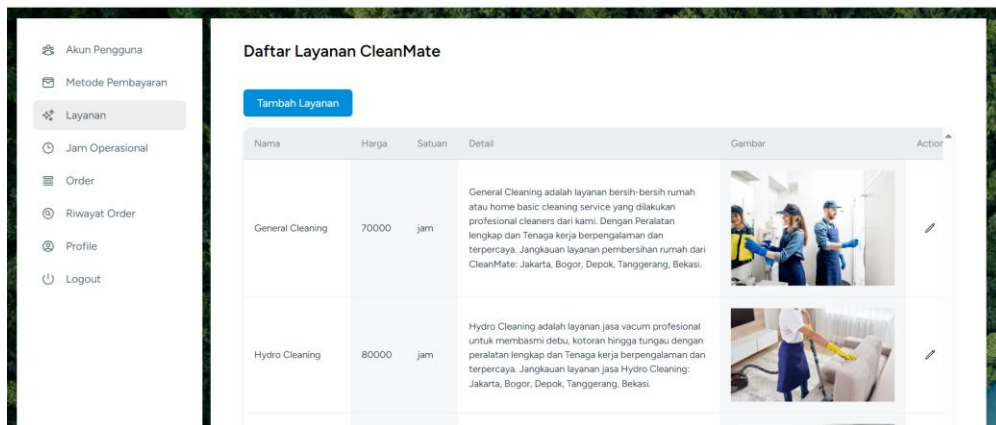 Akun Pengguna
Metode Pembayaran
Layanan
Jam Operasional
Order
Riwayat Order
Profile
Logout
Daftar Layanan CleanMate
Tambah Layanan
Nama Harga Satuan Detail Gambar Action
General Cleaning 70000 jam
General Cleaning adalah layanan bersih-bersih rumah
atau home basic cleaning service yang dilakukan
profesional cleaners dari kami. Dengan Peralatan
lengkap dan Tenaga kerja berpengalaman dan
terpercaya. Jangkauan layanan pembersihan rumah dari
CleanMate: Jakarta, Bogor, Depok, Tanggerang, Bekasi.
Hydro Cleaning 80000 jam
Hydro Cleaning adalah layanan jasa vacum profesional
untuk membasmi debu, kotoran hingga tungau dengan
peralatan lengkap dan Tenaga kerja berpengalaman dan
terpercaya. Jangkauan layanan jasa Hydro Cleaning:
Jakarta, Bogor, Depok, Tanggerang, Bekasi.